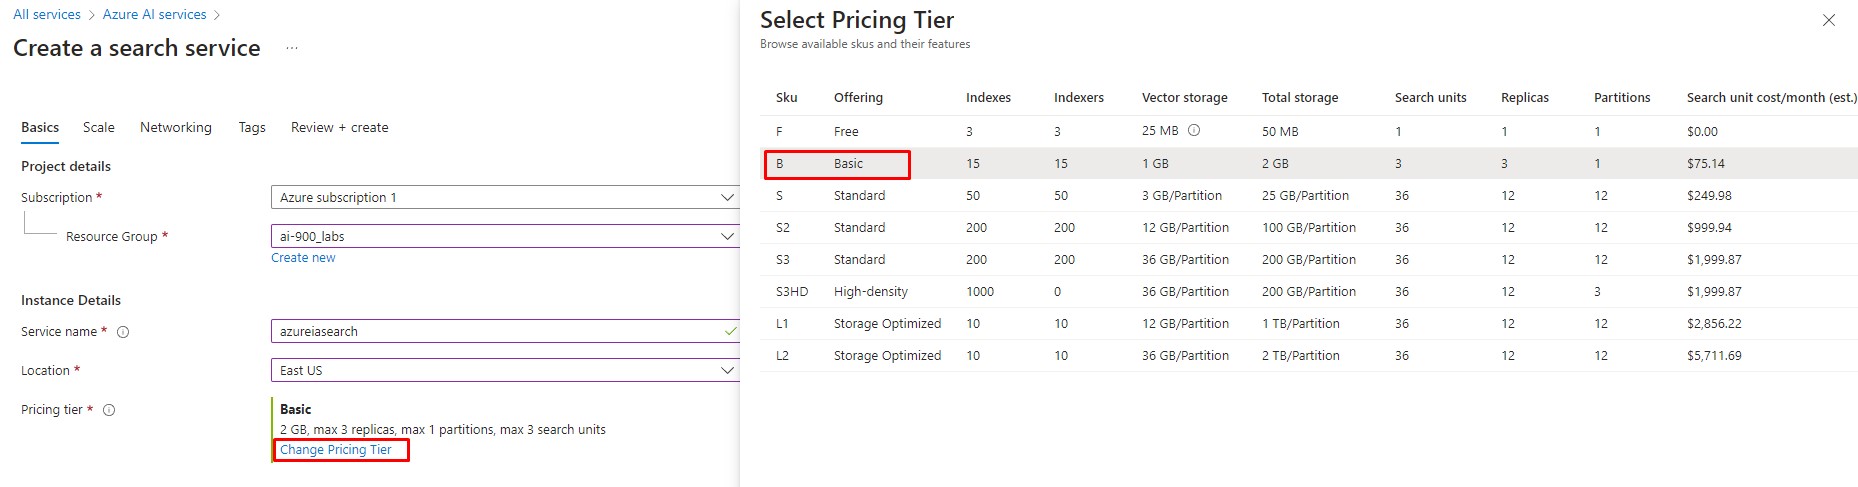 All services > Azure AI services >
Create a search service ...
Basics Scale Networking Tags Review + create
Project details
Subscription * Azure subscription 1
Resource Group * ai-900_labs
Create new
Instance Details
Service name * azureiasearch
Location * East US
Pricing tier * Basic
2 GB, max 3 replicas, max 1 partitions, max 3 search units
Change Pricing Tier
Select Pricing Tier
Browse available skus and their features
Sku Offering Indexes Indexers Vector storage Total storage Search units Replicas Partitions Search unit cost/month (est.)
F Free 3 3 25 MB 50 MB 1 1 1 $0.00
B Basic 15 15 1 GB 2 GB 3 3 1 $75.14
S Standard 50 50 3 GB/Partition 25 GB/Partition 36 12 12 $249.98
S2 Standard 200 200 12 GB/Partition 100 GB/Partition 36 12 12 $999.94
S3 Standard 200 200 36 GB/Partition 200 GB/Partition 36 12 12 $1,999.87
S3HD High-density 1000 0 36 GB/Partition 200 GB/Partition 36 12 3 $1,999.87
L1 Storage Optimized 10 10 12 GB/Partition 1 TB/Partition 36 12 12 $2,856.22
L2 Storage Optimized 10 10 36 GB/Partition 2 TB/Partition 36 12 12 $5,711.69